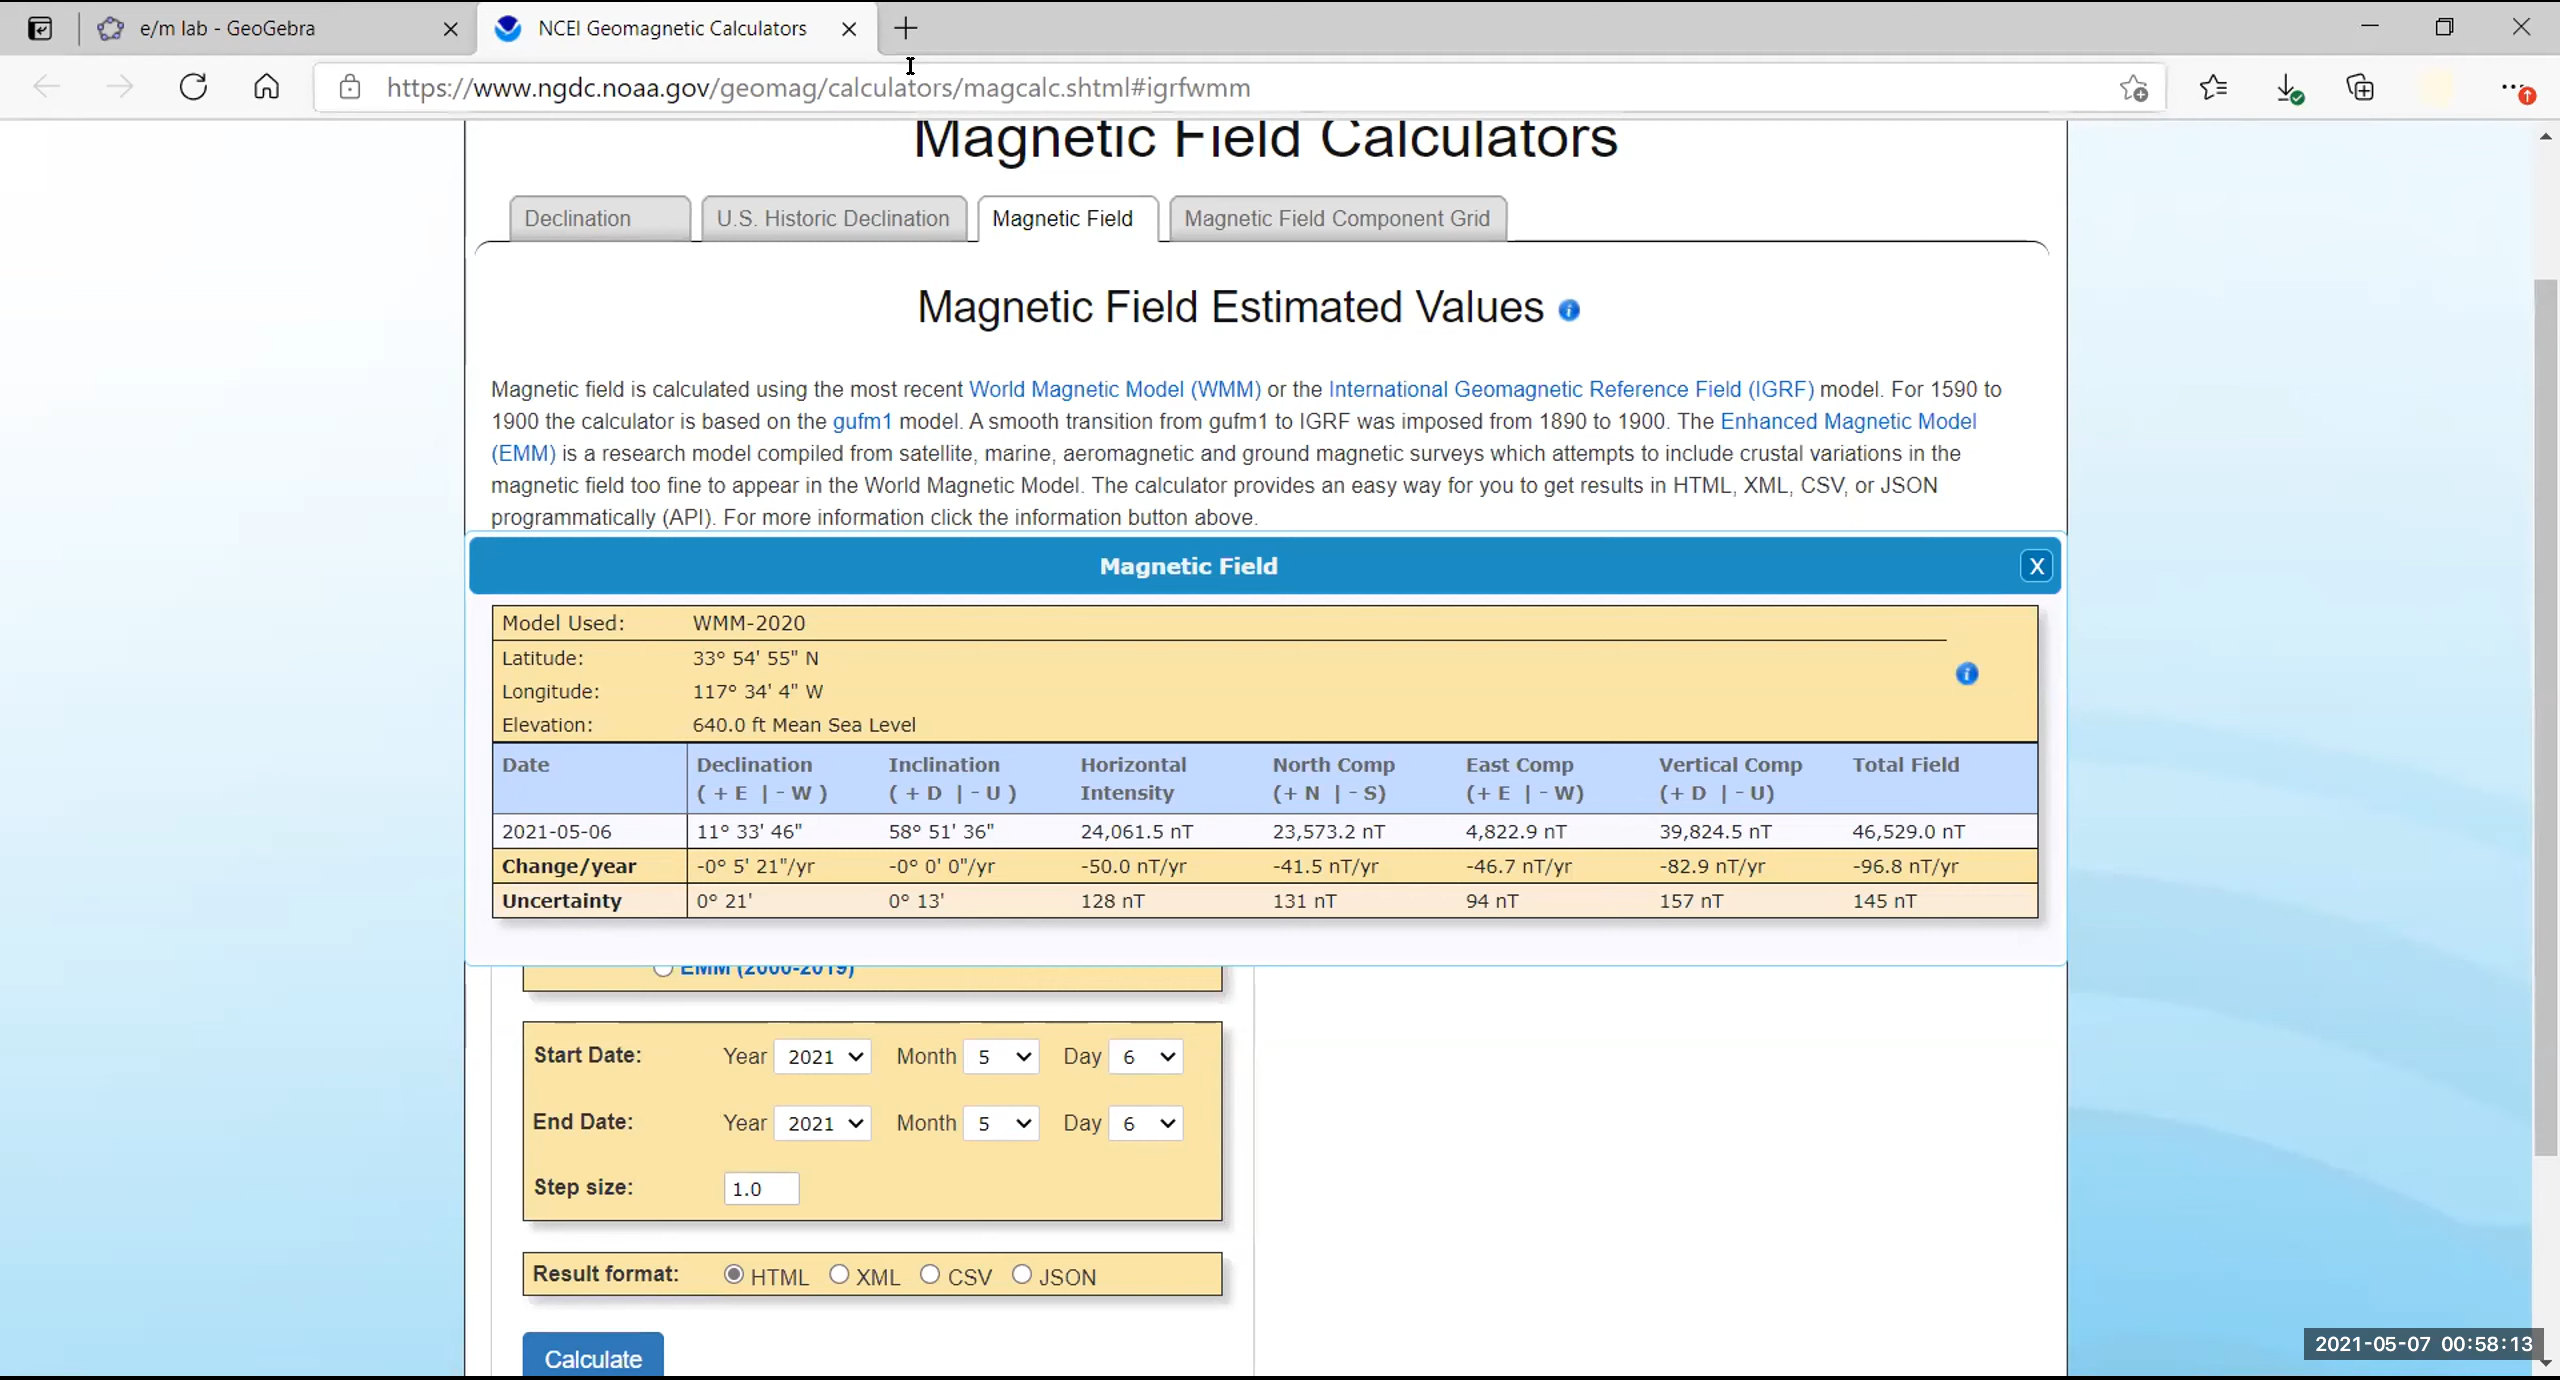 e/m lab - GeoGebra
NCEI Geomagnetic Calculators
https://www.ngdc.noaa.gov/geomag/calculators/magcalc.shtml#igrfwmm
Magnetic Field Calculators
Declination
U.S. Historic Declination
Magnetic Field
Magnetic Field Component Grid
Magnetic Field Estimated Values
Magnetic field is calculated using the most recent World Magnetic Model (WMM) or the International Geomagnetic Reference Field (IGRF) model. For 1590 to
1900 the calculator is based on the gufm1 model. A smooth transition from gufm1 to IGRF was imposed from 1890 to 1900. The Enhanced Magnetic Model
(EMM) is a research model compiled from satellite, marine, aeromagnetic and ground magnetic surveys which attempts to include crustal variations in the
magnetic field too fine to appear in the World Magnetic Model. The calculator provides an easy way for you to get results in HTML, XML, CSV, or JSON
programmatically (API). For more information click the information button above.
Magnetic Field
X
Model Used: WMM-2020
Latitude: 33° 54' 55" N
Longitude: 117° 34' 4" W
Elevation: 640.0 ft Mean Sea Level
Date Declination Inclination Horizontal North Comp East Comp Vertical Comp Total Field
( + E | - W ) ( + D | - U ) Intensity (+ N | - S) (+ E | - W) (+ D | - U)
2021-05-06 11° 33' 46" 58° 51' 36" 24,061.5 nT 23,573.2 nT 4,822.9 nT 39,824.5 nT 46,529.0 nT
Change/year -0° 5' 21"/yr -0° 0' 0"/yr -50.0 nT/yr -41.5 nT/yr -46.7 nT/yr -82.9 nT/yr -96.8 nT/yr
Uncertainty 0° 21' 0° 13' 128 nT 131 nT 94 nT 157 nT 145 nT
EMM (2000-2019)
Start Date: Year 2021 Month 5 Day 6
End Date: Year 2021 Month 5 Day 6
Step size: 1.0
Result format: HTML XML CSV JSON
Calculate
2021-05-07 00:58:13